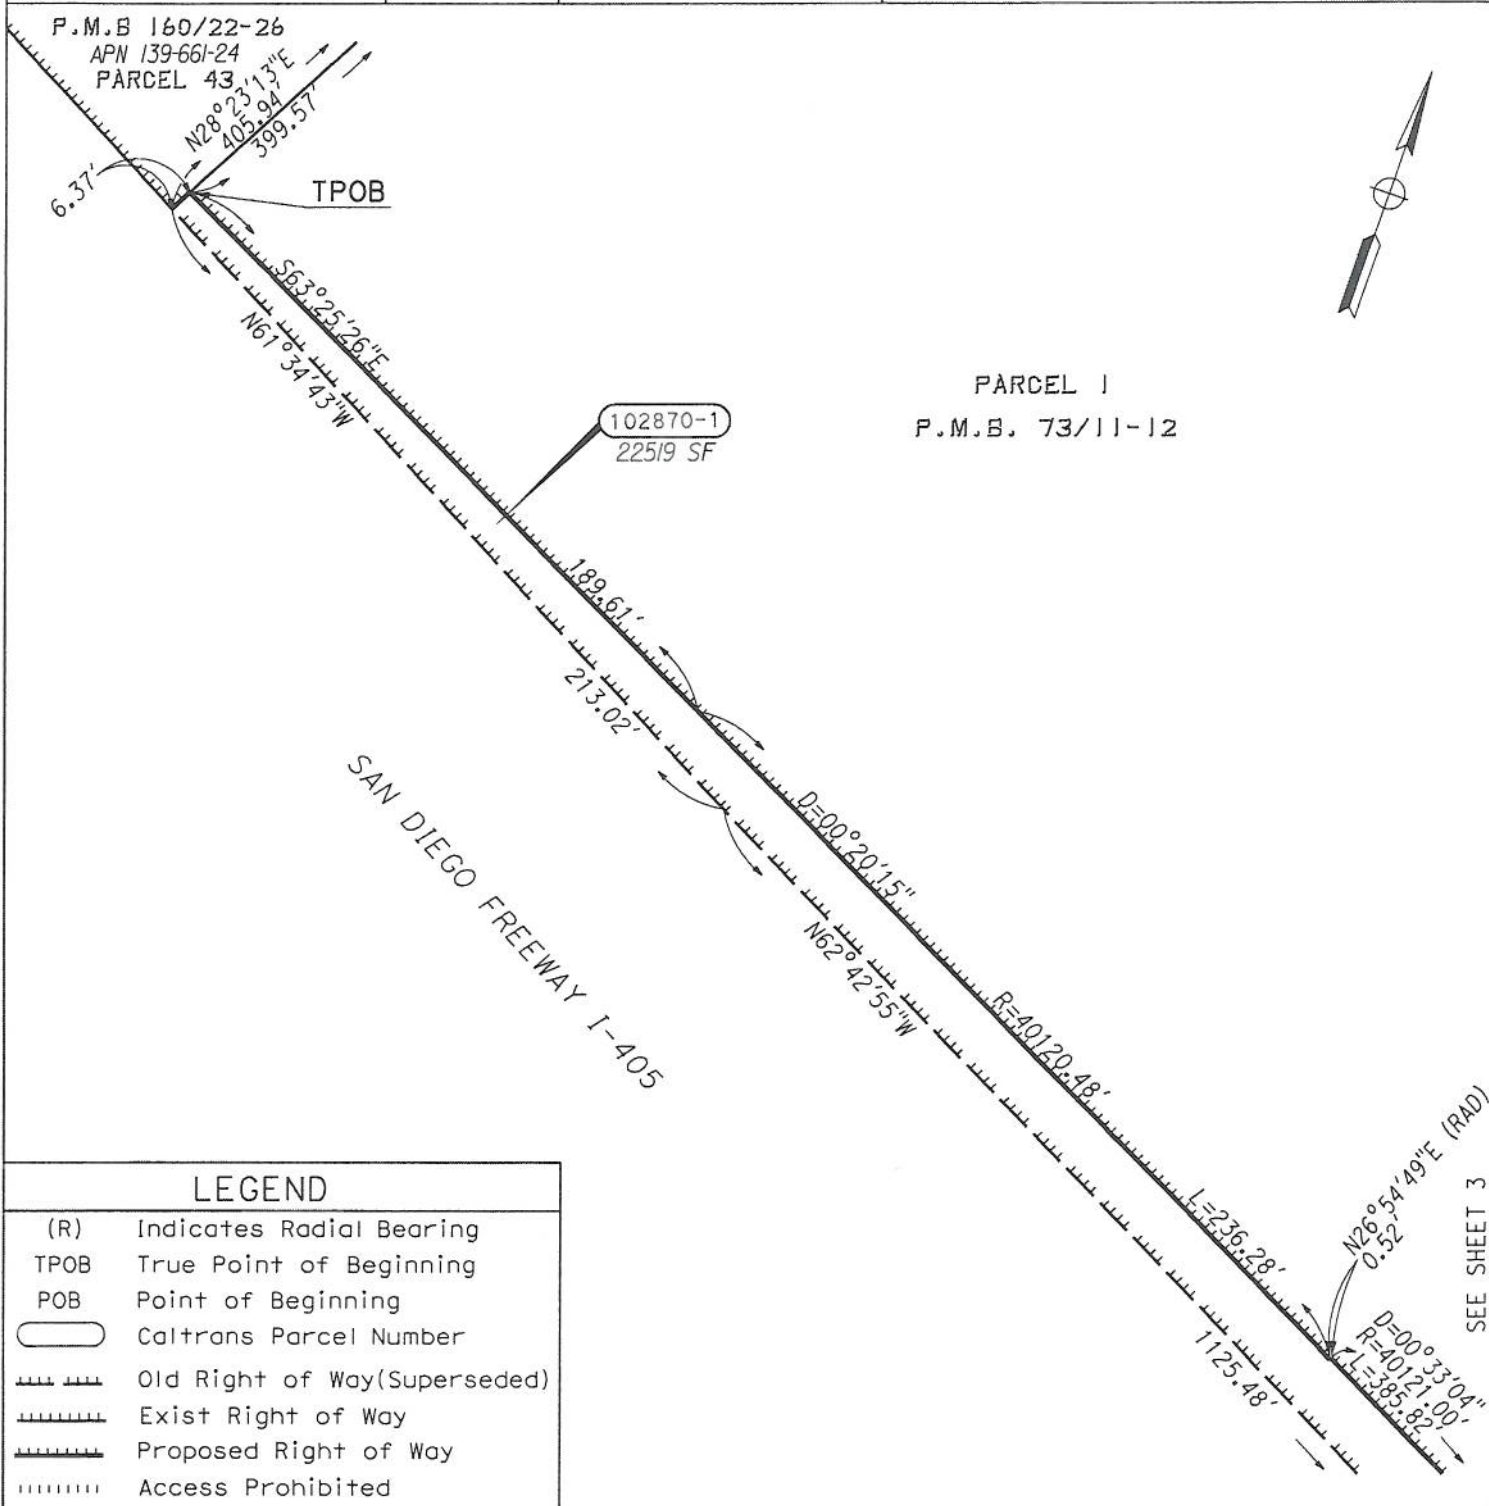 P.M.B 160/22-26
APN 139-661-24
PARCEL 43
N28°23'13"E
405.94'
399.57'
6.37'
TPOB
S63°25'26"E
N61°34'43"W
102870-1
22519 SF
PARCEL 1
P.M.B. 73/11-12
189.61'
213.02'
SAN DIEGO FREEWAY I-405
D=00°20'15"
N62°42'55"W
R=40120.48'
L=236.28'
N26°54'49"E (RAD)
0.52'
SEE SHEET 3
D=00°33'04"
R=40121.00'
L=385.82'
1125.48'
LEGEND
(R) Indicates Radial Bearing
TPOB True Point of Beginning
POB Point of Beginning
Caltrans Parcel Number
Old Right of Way(Superseded)
Exist Right of Way
Proposed Right of Way
Access Prohibited